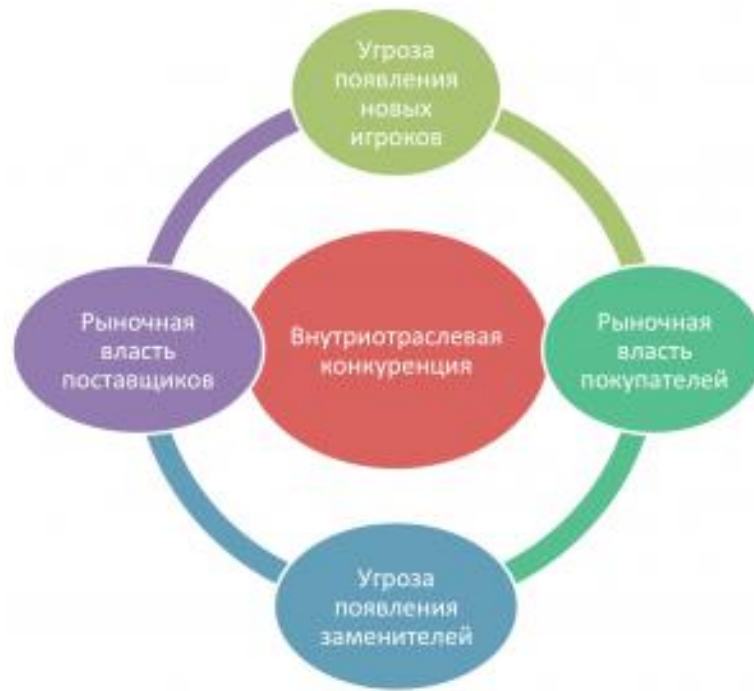 Угроза
появления
новых
игроков
Рыночная
власть
поставщиков
Внутриотраслевая
конкуренция
Рыночная
власть
покупателей
Угроза
появления
заменителей